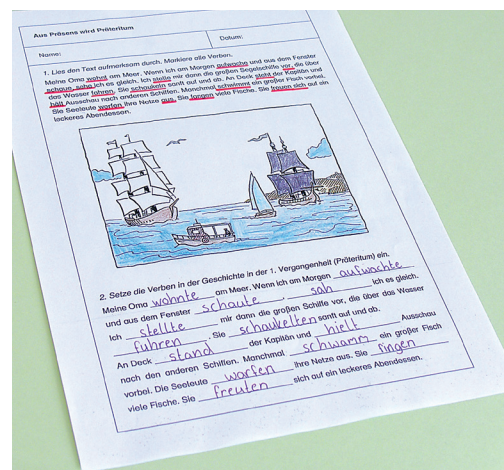 Aus Präsens wird Präteritum
Name:
Datum:
1. Lies den Text aufmerksam durch. Markiere alle Verben.
Meine Oma wohnt am Meer. Wenn ich am Morgen aufwache und aus dem Fenster
schaue, sehe ich es gleich. Ich stelle mir dann die großen Segelschiffe vor, die über
das Wasser fahren. Sie schaukeln sanft auf und ab. An Deck steht der Kapitän und
hält Ausschau nach anderen Schiffen. Manchmal schwimmt ein großer Fisch vorbei.
Die Seeleute werfen ihre Netze aus. Sie fangen viele Fische. Sie freuen sich auf ein
leckeres Abendessen.
2. Setze die Verben in der Geschichte in der 1. Vergangenheit (Präteritum) ein.
Meine Oma wohnte am Meer. Wenn ich am Morgen aufwachte
und aus dem Fenster schaute, sah ich es gleich.
Ich stellte mir dann die großen Schiffe vor, die über das Wasser
fuhren. Sie schaukelten sanft auf und ab.
An Deck stand der Kapitän und hielt Ausschau
nach den anderen Schiffen. Manchmal schwamm ein großer Fisch
vorbei. Die Seeleute warfen ihre Netze aus. Sie fingen
viele Fische. Sie freuten sich auf ein leckeres Abendessen.